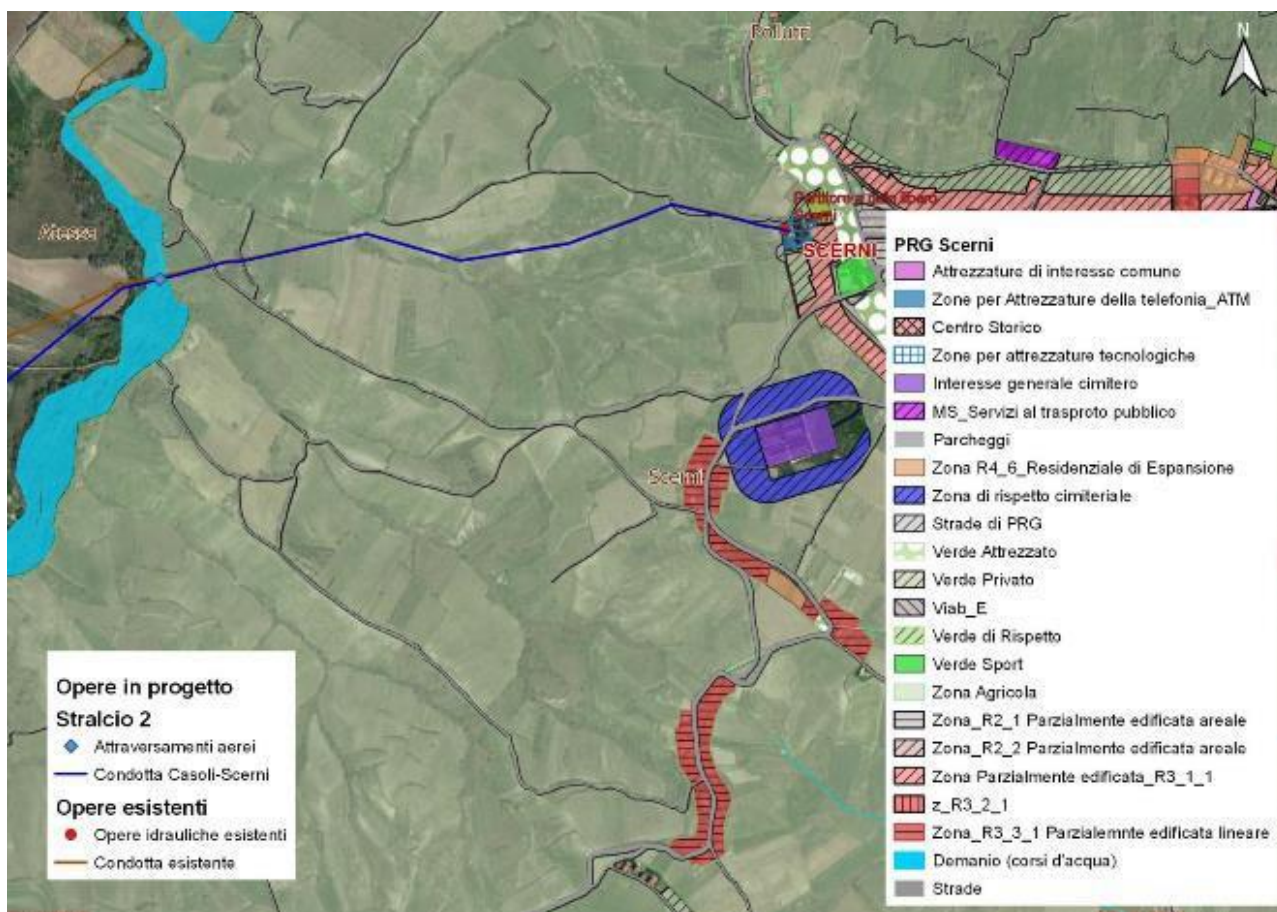 Pollutri
N
Atessa
SCERNI
Scerni
PRG Scerni
Attrezzature di interesse comune
Zone per Attrezzature della telefonia_ATM
Centro Storico
Zone per attrezzature tecnologiche
Interesse generale cimitero
MS_Servizi al trasproto pubblico
Parcheggi
Zona R4_6_Residenziale di Espansione
Zona di rispetto cimiteriale
Strade di PRG
Verde Attrezzato
Verde Privato
Viab_E
Verde di Rispetto
Verde Sport
Zona Agricola
Zona_R2_1 Parzialmente edificata areale
Zona_R2_2 Parzialmente edificata areale
Zona Parzialmente edificata_R3_1_1
z_R3_2_1
Zona_R3_3_1 Parzialemnte edificata lineare
Demanio (corsi d'acqua)
Strade
Opere in progetto
Stralcio 2
Attraversamenti aerei
Condotta Casoli-Scerni
Opere esistenti
Opere idrauliche esistenti
Condotta esistente